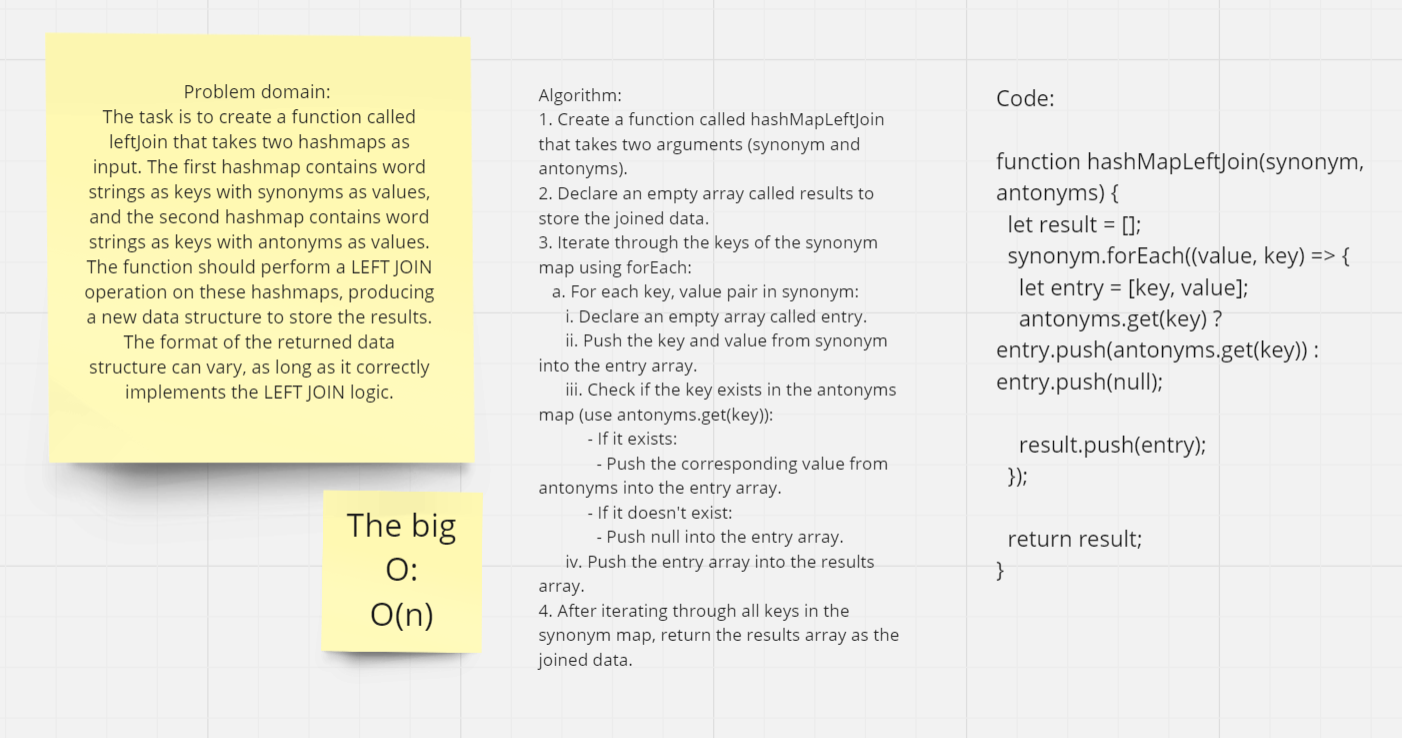 Problem domain:
The task is to create a function called
leftJoin that takes two hashmaps as
input. The first hashmap contains word
strings as keys with synonyms as values,
and the second hashmap contains word
strings as keys with antonyms as values.
The function should perform a LEFT JOIN
operation on these hashmaps, producing
a new data structure to store the results.
The format of the returned data
structure can vary, as long as it correctly
implements the LEFT JOIN logic.
The big
O:
O(n)
Algorithm:
1. Create a function called hashMapLeftJoin
that takes two arguments (synonym and
antonyms).
2. Declare an empty array called results to
store the joined data.
3. Iterate through the keys of the synonym
map using forEach:
a. For each key, value pair in synonym:
i. Declare an empty array called entry.
ii. Push the key and value from synonym
into the entry array.
iii. Check if the key exists in the antonyms
map (use antonyms.get(key)):
- If it exists:
- Push the corresponding value from
antonyms into the entry array.
- If it doesn't exist:
- Push null into the entry array.
iv. Push the entry array into the results
array.
4. After iterating through all keys in the
synonym map, return the results array as the
joined data.
Code:
function hashMapLeftJoin(synonym,
antonyms) {
let result = [];
synonym.forEach((value, key) => {
let entry = [key, value];
antonyms.get(key) ?
entry.push(antonyms.get(key)) :
entry.push(null);
result.push(entry);
});
return result;
}